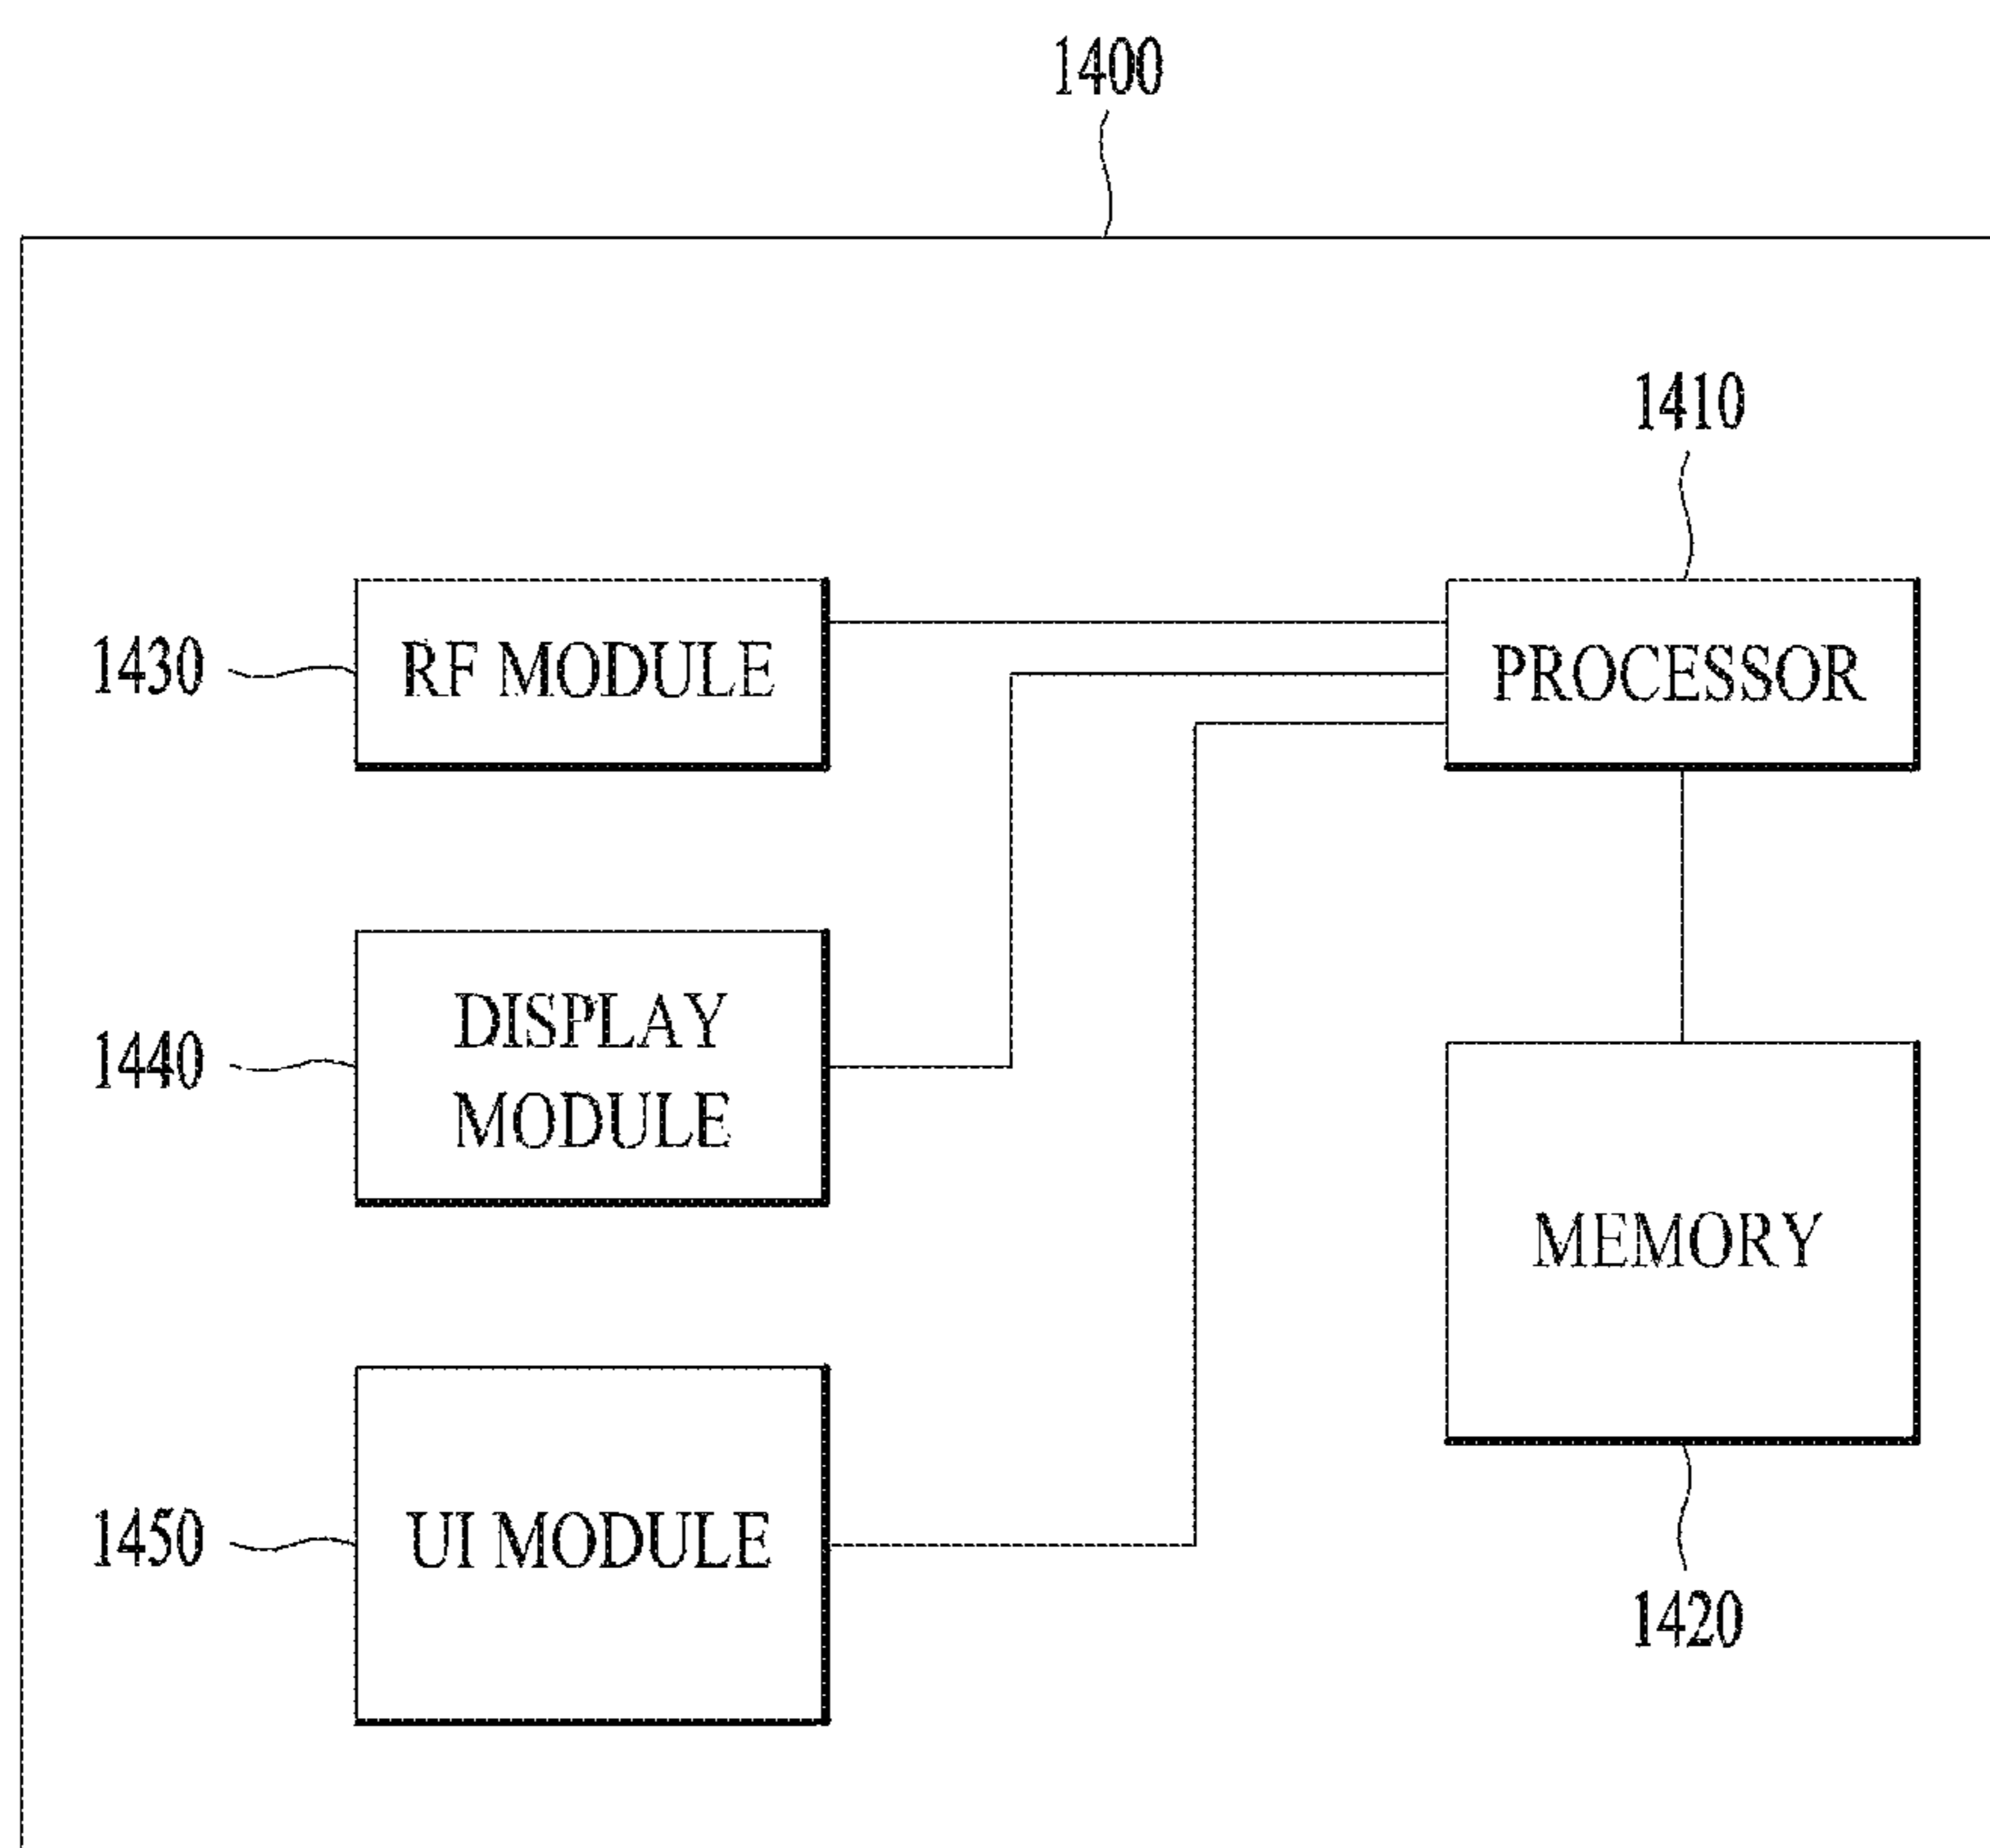 1400
1410
1430
RF MODULE
PROCESSOR
1440
DISPLAY
MODULE
MEMORY
1450
UI MODULE
1420